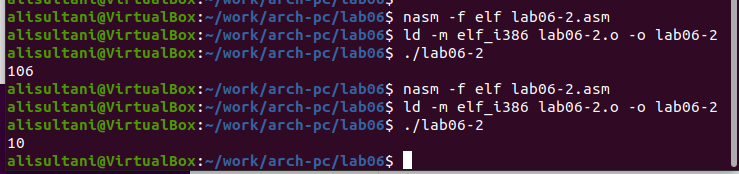 alisultani@VirtualBox:~/work/arch-pc/lab06$ nasm -f elf lab06-2.asm
alisultani@VirtualBox:~/work/arch-pc/lab06$ ld -m elf_i386 lab06-2.o -o lab06-2
alisultani@VirtualBox:~/work/arch-pc/lab06$ ./lab06-2
106
alisultani@VirtualBox:~/work/arch-pc/lab06$ nasm -f elf lab06-2.asm
alisultani@VirtualBox:~/work/arch-pc/lab06$ ld -m elf_i386 lab06-2.o -o lab06-2
alisultani@VirtualBox:~/work/arch-pc/lab06$ ./lab06-2
10
alisultani@VirtualBox:~/work/arch-pc/lab06$